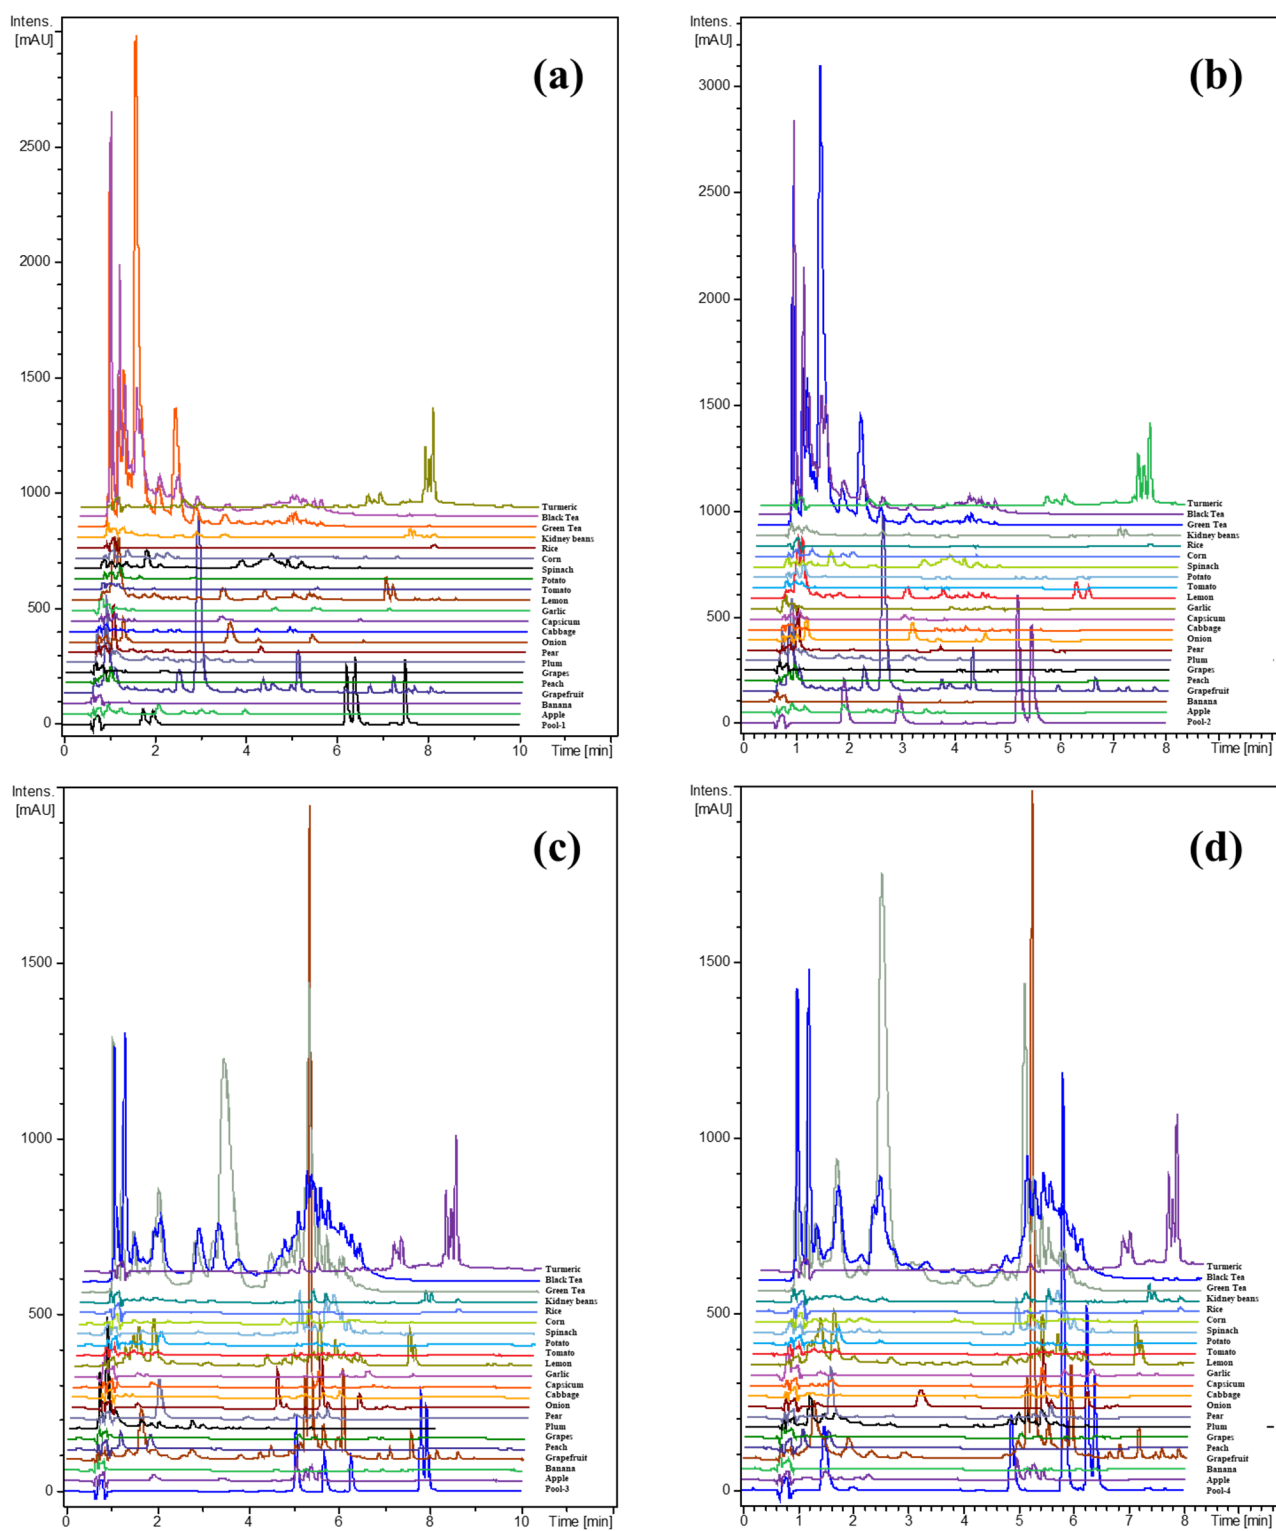 Intens.
[mAU]
(a)
2500
2000
1500
1000
500
0
Turmeric
Black Tea
Green Tea
Kidney beans
Rice
Corn
Spinach
Potato
Tomato
Lemon
Garlic
Capsicum
Cabbage
Onion
Pear
Plum
Grapes
Peach
Grapefruit
Banana
Apple
Pool-1
0 2 4 6 8 10 Time [min]
Intens.
[mAU]
(b)
3000
2500
2000
1500
1000
500
0
Turmeric
Black Tea
Green Tea
Kidney beans
Rice
Corn
Spinach
Potato
Tomato
Lemon
Garlic
Capsicum
Cabbage
Onion
Pear
Plum
Grapes
Peach
Grapefruit
Banana
Apple
Pool-2
0 1 2 3 4 5 6 7 8 Time [min]
Intens.
[mAU]
(c)
1500
1000
500
0
Turmeric
Black Tea
Green Tea
Kidney beans
Rice
Corn
Spinach
Potato
Tomato
Lemon
Garlic
Capsicum
Cabbage
Onion
Pear
Plum
Grapes
Peach
Grapefruit
Banana
Apple
Pool-3
0 2 4 6 8 10 Time [min]
Intens.
[mAU]
(d)
1500
1000
500
0
Turmeric
Black Tea
Green Tea
Kidney beans
Rice
Corn
Spinach
Potato
Tomato
Lemon
Garlic
Capsicum
Cabbage
Onion
Pear
Plum
Grapes
Peach
Grapefruit
Banana
Apple
Pool-4
0 1 2 3 4 5 6 7 8 Time [min]